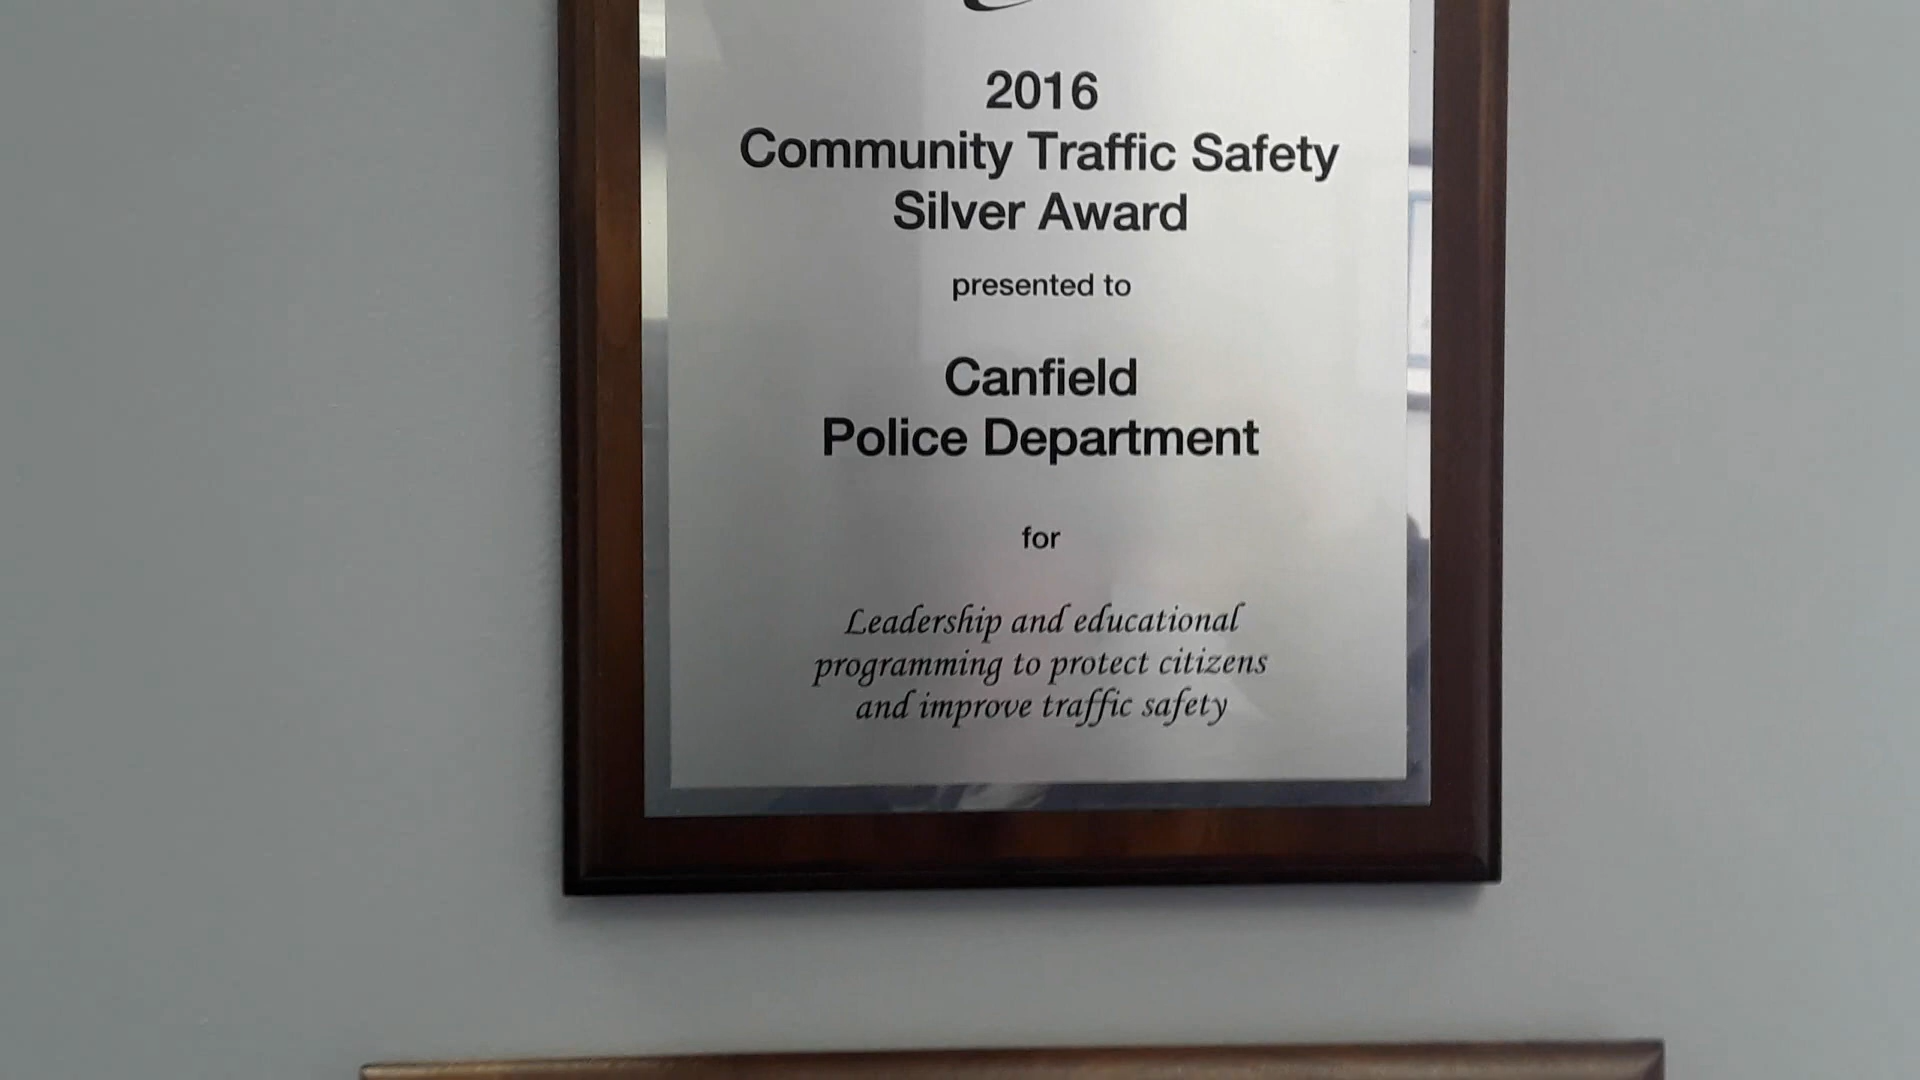 2016
Community Traffic Safety
Silver Award
presented to
Canfield
Police Department
for
Leadership and educational
programming to protect citizens
and improve traffic safety